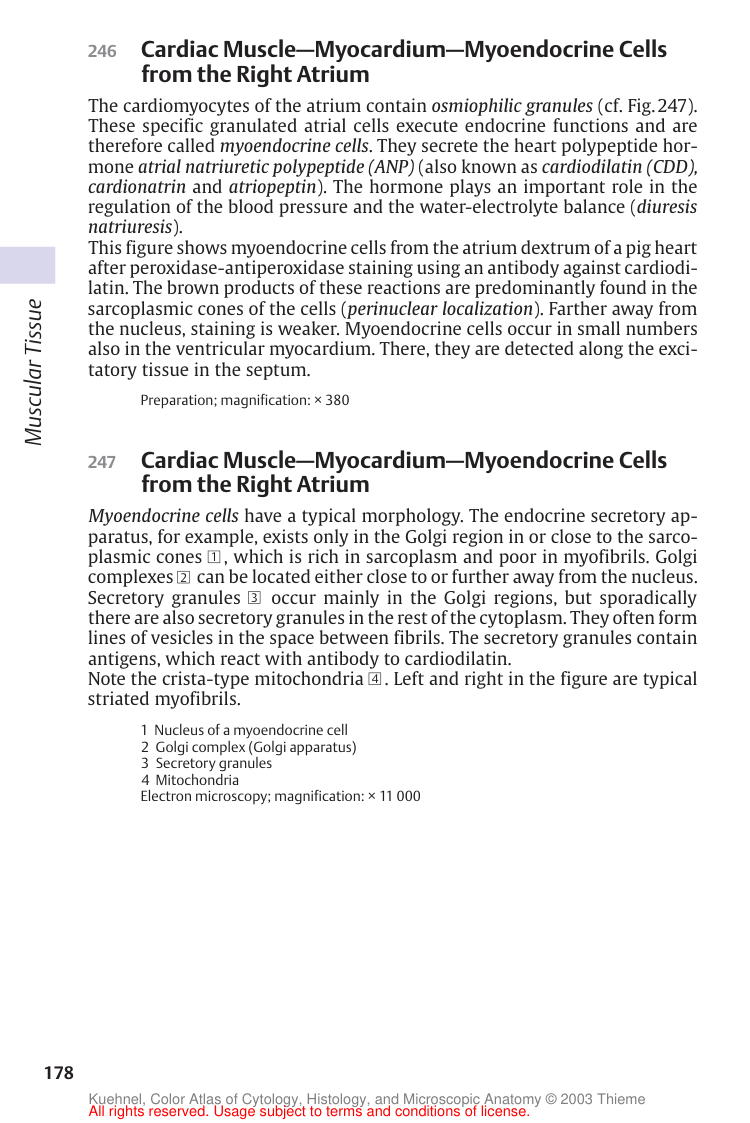 246 Cardiac Muscle—Myocardium—Myoendocrine Cells
from the Right Atrium
The cardiomyocytes of the atrium contain osmiophilic granules (cf. Fig. 247).
These specific granulated atrial cells execute endocrine functions and are
therefore called myoendocrine cells. They secrete the heart polypeptide hor-
mone atrial natriuretic polypeptide (ANP) (also known as cardiodilatin (CDD),
cardionatrin and atriopeptin). The hormone plays an important role in the
regulation of the blood pressure and the water-electrolyte balance (diuresis
natriuresis).
This figure shows myoendocrine cells from the atrium dextrum of a pig heart
after peroxidase-antiperoxidase staining using an antibody against cardiodi-
latin. The brown products of these reactions are predominantly found in the
sarcoplasmic cones of the cells (perinuclear localization). Farther away from
the nucleus, staining is weaker. Myoendocrine cells occur in small numbers
also in the ventricular myocardium. There, they are detected along the exci-
tatory tissue in the septum.
Preparation; magnification: × 380
Muscular Tissue
247 Cardiac Muscle—Myocardium—Myoendocrine Cells
from the Right Atrium
Myoendocrine cells have a typical morphology. The endocrine secretory ap-
paratus, for example, exists only in the Golgi region in or close to the sarco-
plasmic cones 1, which is rich in sarcoplasm and poor in myofibrils. Golgi
complexes 2 can be located either close to or further away from the nucleus.
Secretory granules 3 occur mainly in the Golgi regions, but sporadically
there are also secretory granules in the rest of the cytoplasm. They often form
lines of vesicles in the space between fibrils. The secretory granules contain
antigens, which react with antibody to cardiodilatin.
Note the crista-type mitochondria 4. Left and right in the figure are typical
striated myofibrils.
1 Nucleus of a myoendocrine cell
2 Golgi complex (Golgi apparatus)
3 Secretory granules
4 Mitochondria
Electron microscopy; magnification: × 11 000
178
Kuehnel, Color Atlas of Cytology, Histology, and Microscopic Anatomy © 2003 Thieme
All rights reserved. Usage subject to terms and conditions of license.